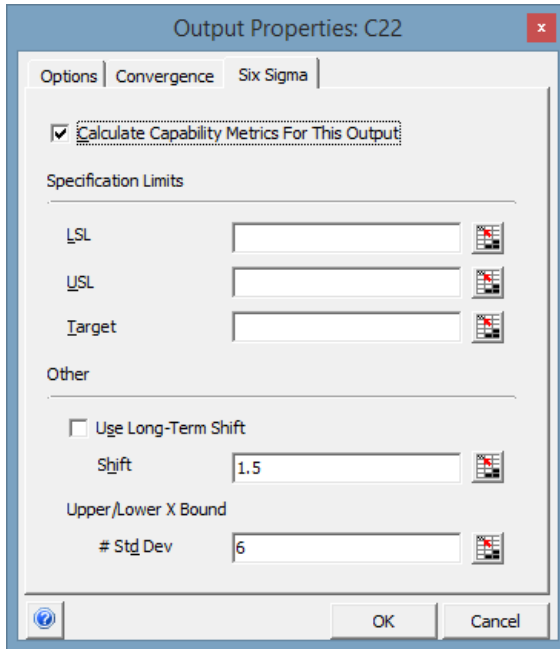 Output Properties: C22
x
Options Convergence Six Sigma
Calculate Capability Metrics For This Output
Specification Limits
LSL
USL
Target
Other
Use Long-Term Shift
Shift 1.5
Upper/Lower X Bound
# Std Dev 6
?
OK Cancel